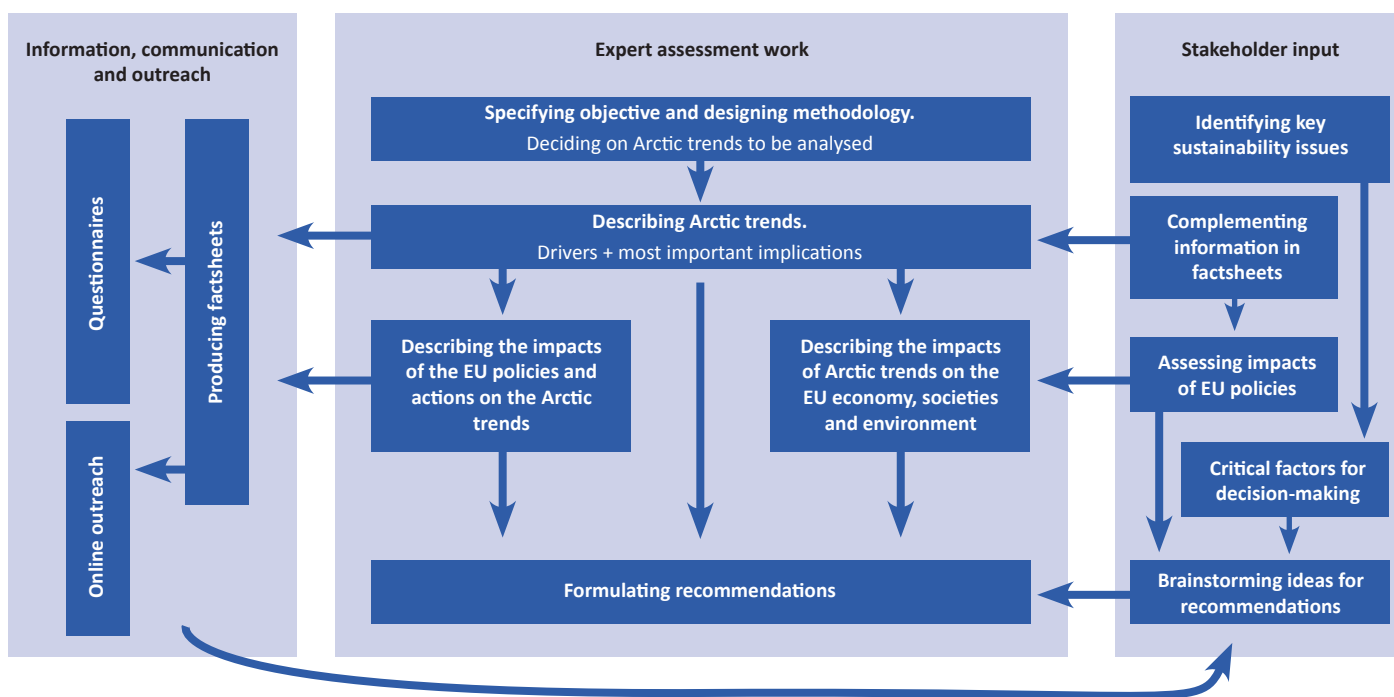 Information, communication
and outreach
Questionnaires
Online outreach
Producing factsheets
Expert assessment work
Specifying objective and designing methodology.
Deciding on Arctic trends to be analysed
Describing Arctic trends.
Drivers + most important implications
Describing the impacts
of the EU policies and
actions on the Arctic
trends
Describing the impacts
of Arctic trends on the
EU economy, societies
and environment
Formulating recommendations
Stakeholder input
Identifying key
sustainability issues
Complementing
information in
factsheets
Assessing impacts
of EU policies
Critical factors for
decision-making
Brainstorming ideas for
recommendations